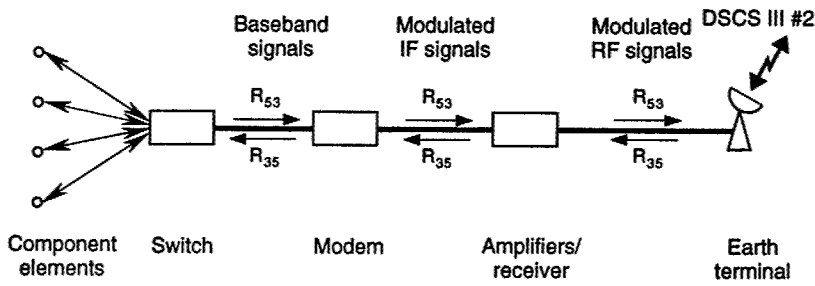 Baseband
signals
Modulated
IF signals
Modulated
RF signals
DSCS III #2
R53
R53
R53
R35
R35
R35
Component
elements
Switch
Modem
Amplifiers/
receiver
Earth
terminal